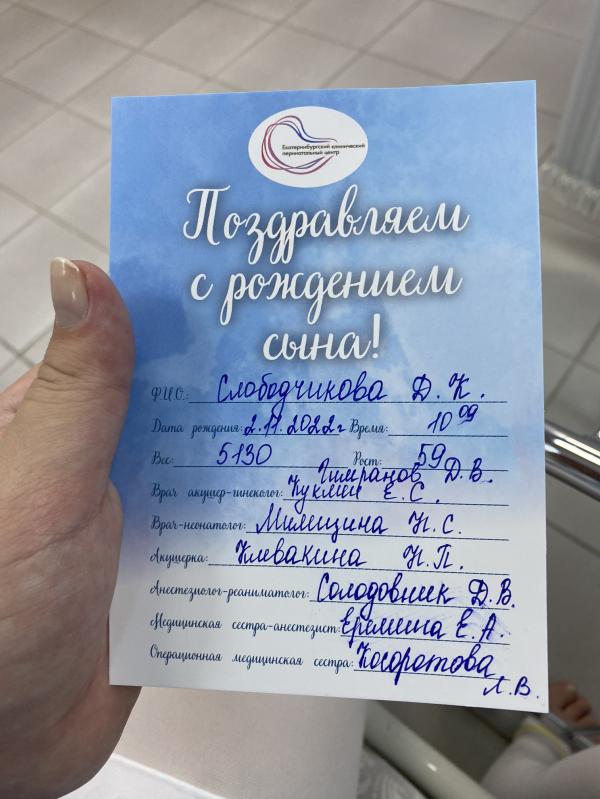 Екатеринбургский клинический
перинатальный центр
Поздравляем
с рождением
сына!
Ф.И.О.: Слободчикова Д. К.
Дата рождения: 2.11.2022г Время: 10 09
Вес: 5130 Рост: 59
Гимранов Д.В.
Врач акушер-гинеколог: Куклин Е.С.
Врач-неонатолог: Милицина Н.С.
Акушерка: Клевакина Н.П.
Анестезиолог-реаниматолог: Солодовник Д.В.
Медицинская сестра-анестезист: Еремина Е.А.
Операционная медицинская сестра: Косоротова
Л.В.